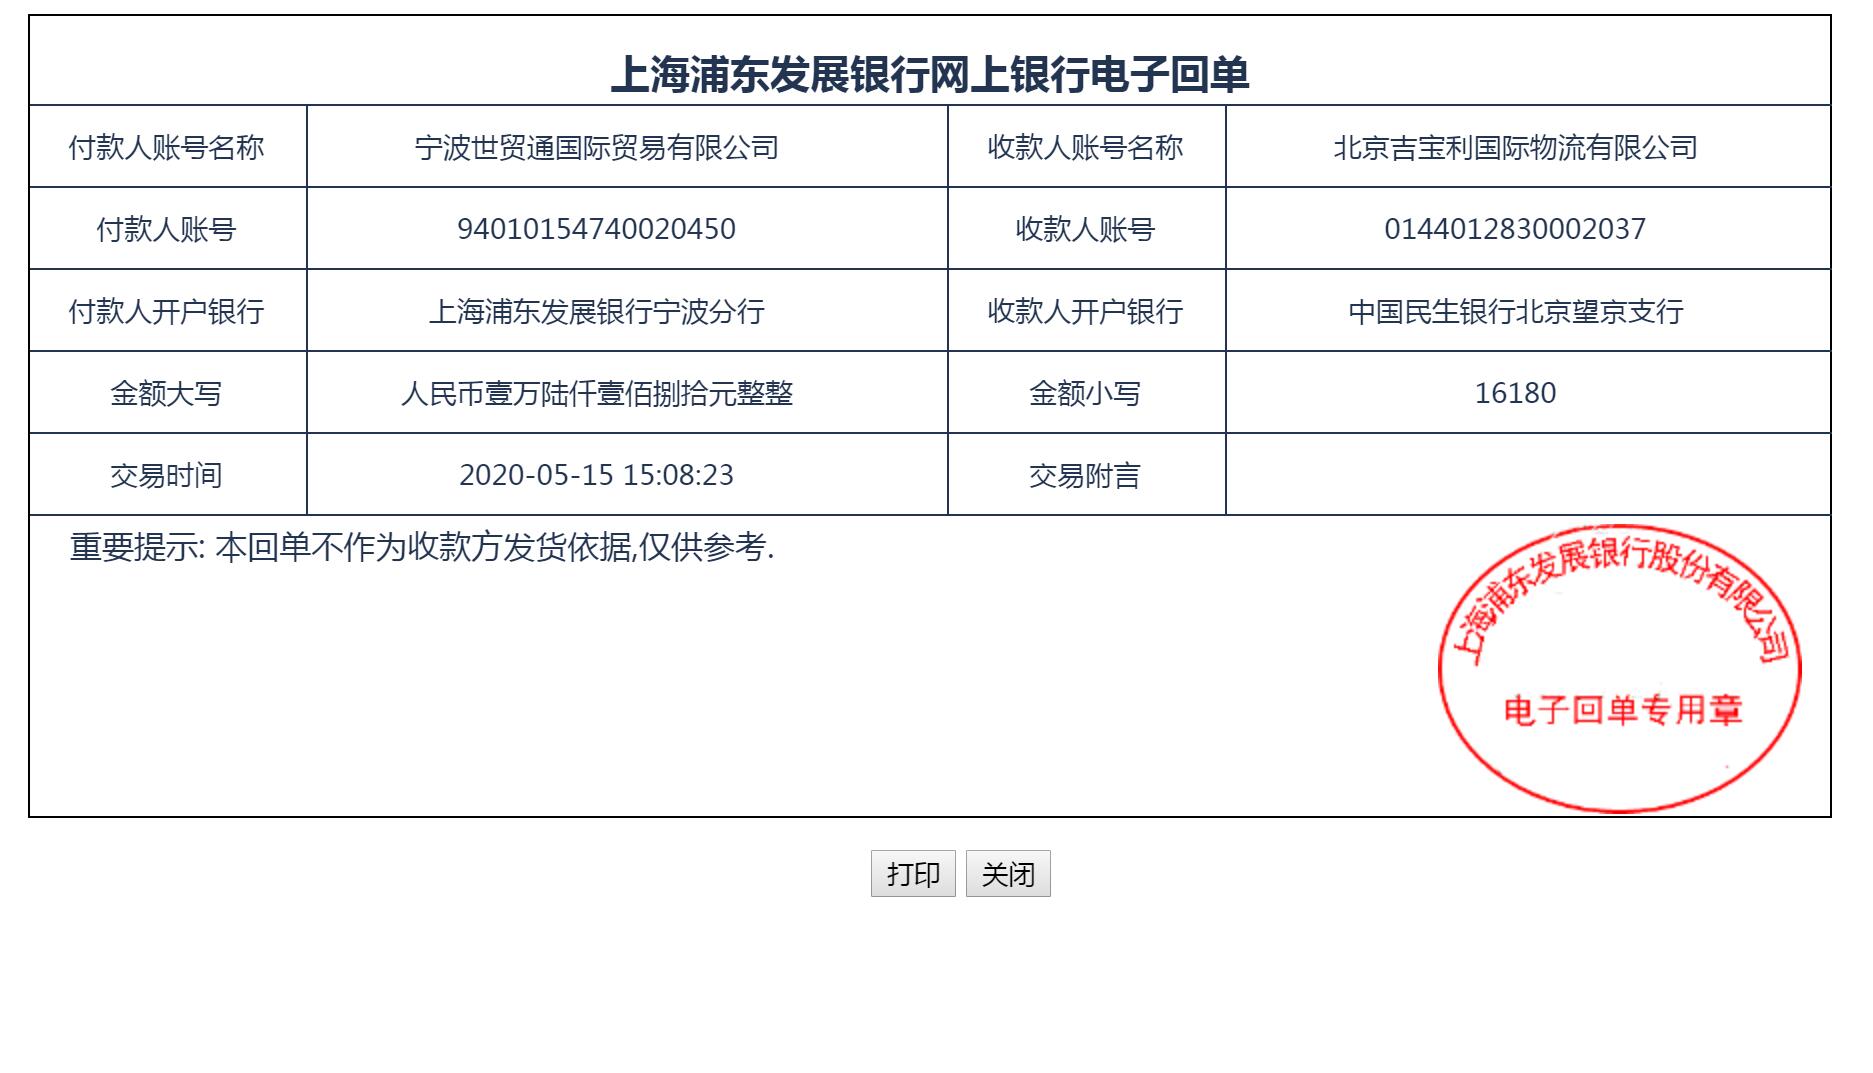 上海浦东发展银行网上银行电子回单
付款人账号名称 宁波世贸通国际贸易有限公司 收款人账号名称 北京吉宝利国际物流有限公司
付款人账号 94010154740020450 收款人账号 0144012830002037
付款人开户银行 上海浦东发展银行宁波分行 收款人开户银行 中国民生银行北京望京支行
金额大写 人民币壹万陆仟壹佰捌拾元整整 金额小写 16180
交易时间 2020-05-15 15:08:23 交易附言
重要提示: 本回单不作为收款方发货依据,仅供参考.
上海浦东发展银行股份有限公司
电子回单专用章
打印 关闭